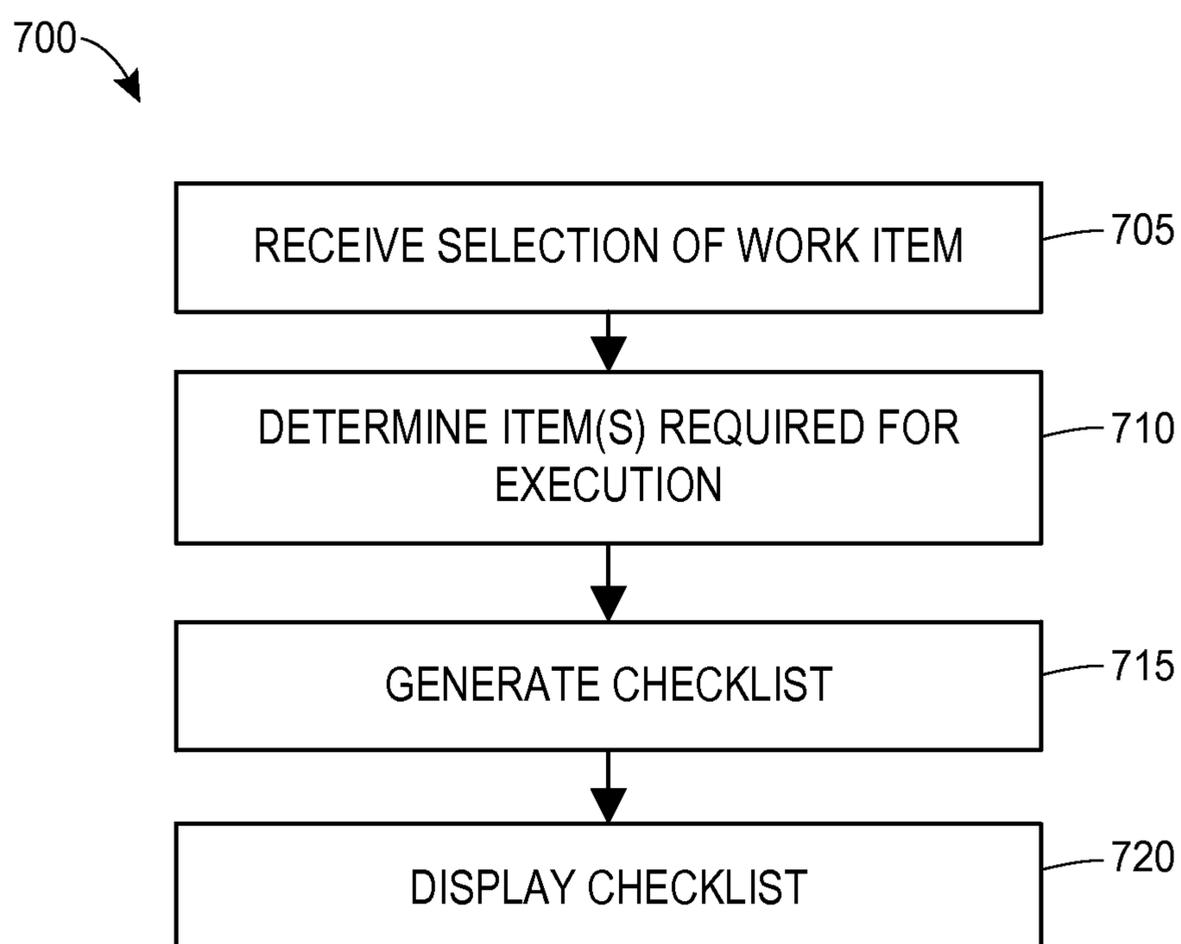 700
RECEIVE SELECTION OF WORK ITEM
705
DETERMINE ITEM(S) REQUIRED FOR
EXECUTION
710
GENERATE CHECKLIST
715
DISPLAY CHECKLIST
720